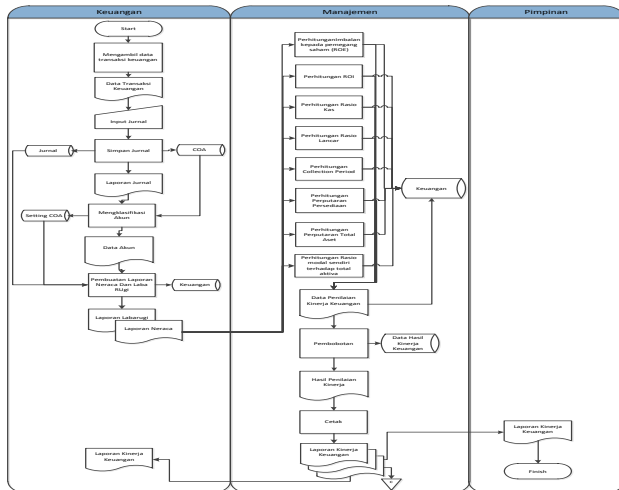 Keuangan
Manajemen
Pimpinan
Start
Mengambil data
transaksi keuangan
Data Transaksi
Keuangan
Input Jurnal
Jurnal
Simpan Jurnal
COA
Laporan Jurnal
Setting COA
Mengklasifikasi
Akun
Data Akun
Pembuatan Laporan
Neraca Dan Laba
RUgi
Keuangan
Laporan Labarugi
Laporan Neraca
Laporan Kinerja
Keuangan
PerhitunganImbalan
kepada pemegang
saham (ROE)
Perhitungan ROI
Perhitungan Rasio
Kas
Perhitungan Rasio
Lancar
Perhitungan
Collection Period
Perhitungan
Perputaran
Persediaan
Perhitungan
Perputaran Total
Aset
Perhitungan Rasio
modal sendiri
terhadap total
aktiva
Keuangan
Data Penilaian
Kinerja Keuangan
Pembobotan
Data Hasil
Kinerja
Keuangan
Hasil Penilaian
Kinerja
Cetak
Laporan Kinerja
Keuangan
Laporan Kinerja
Keuangan
Finish